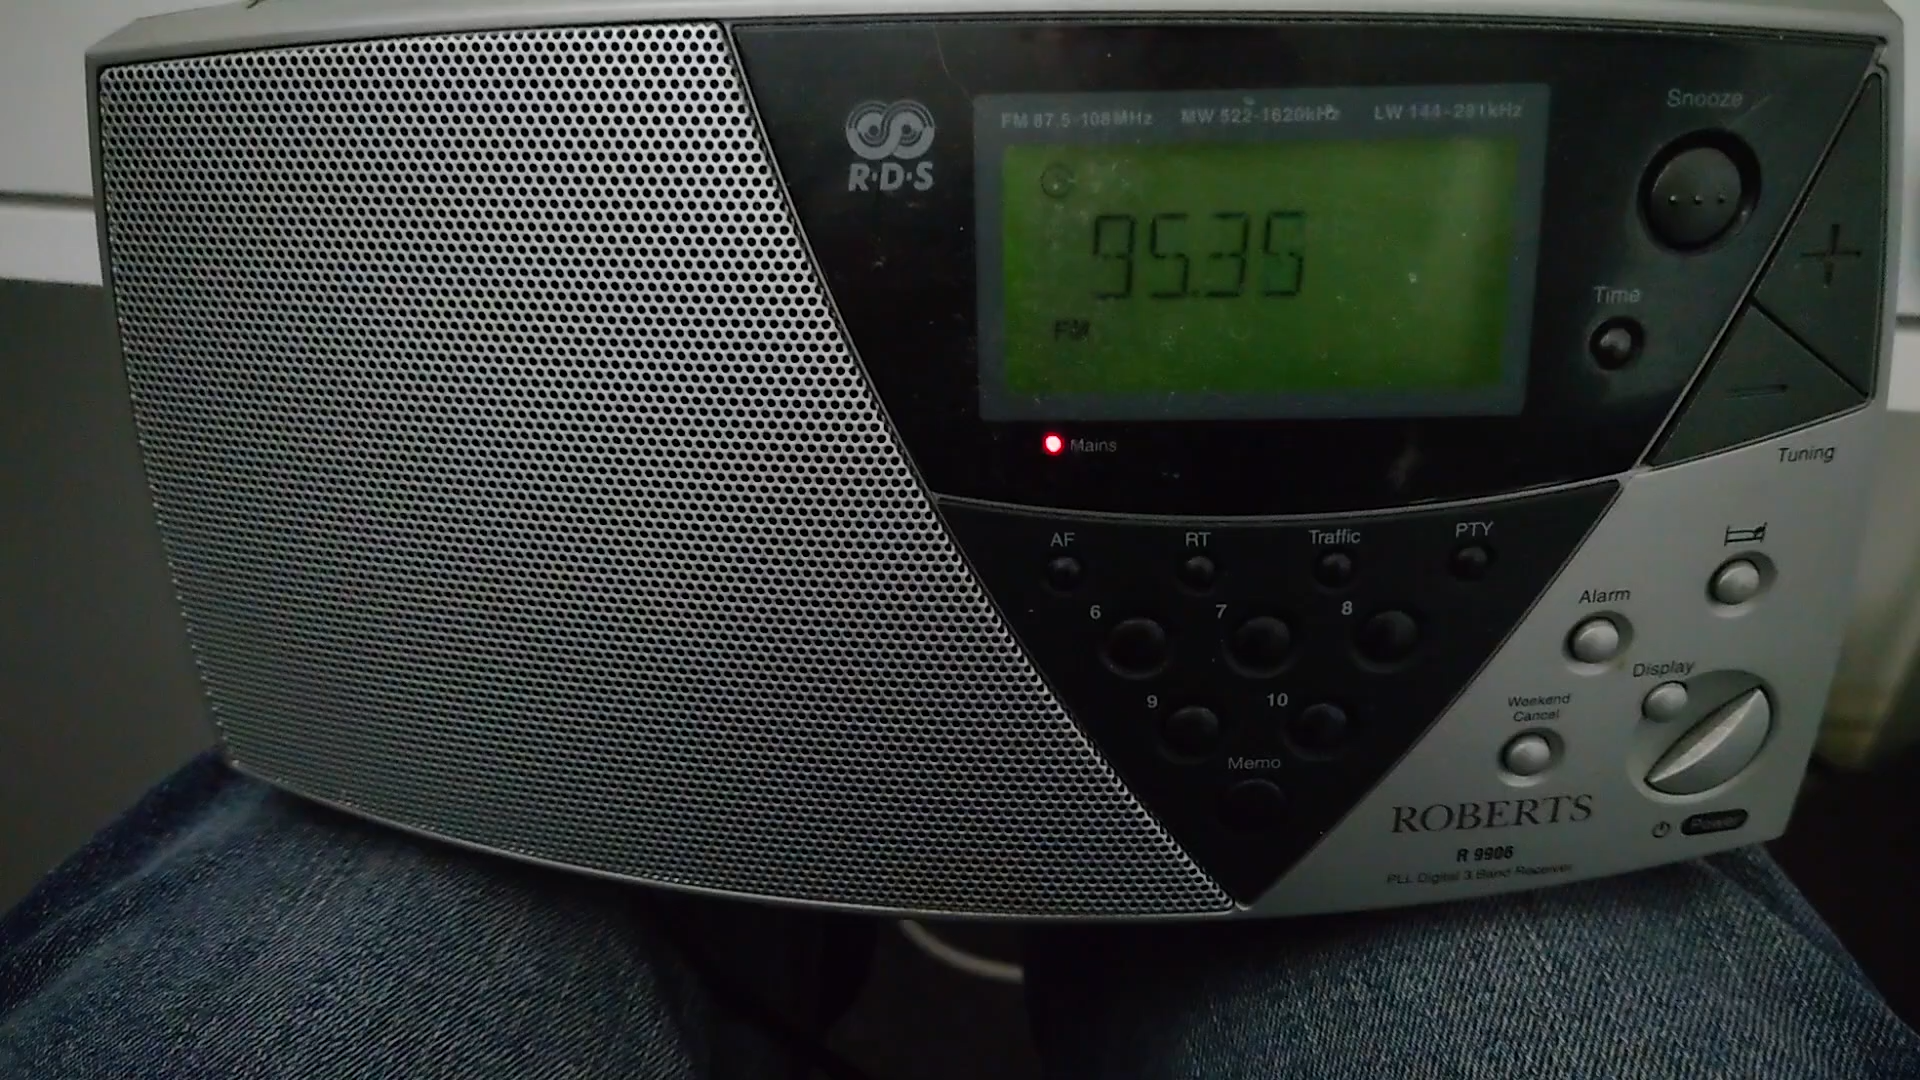 FM 87.5-108MHz MW 522-1620kHz LW 144-281kHz
Snooze
R·D·S
95.35
Time
FM
Mains
Tuning
AF RT Traffic PTY
6 7 8
Alarm
Display
9 10
Weekend
Cancel
Memo
ROBERTS
Power
R 9906
PLL Digital 3 Band Receiver